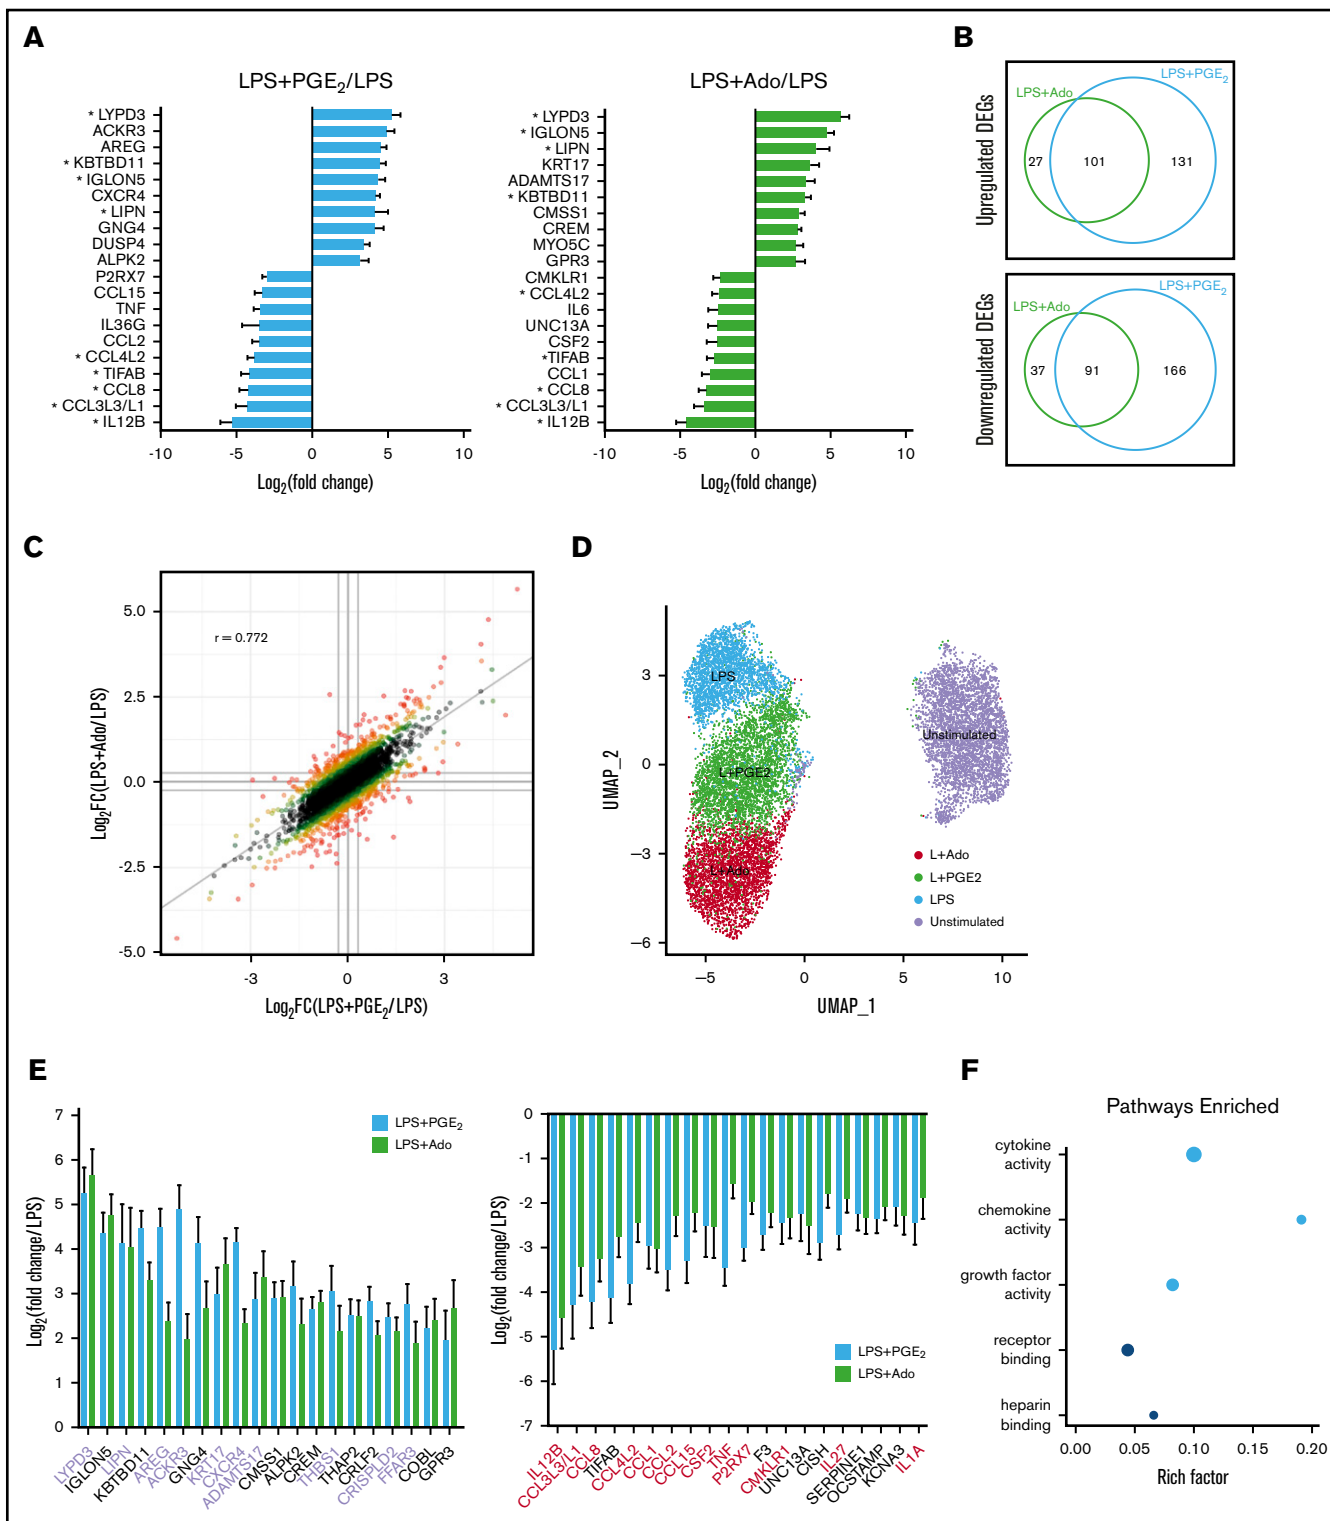 A
LPS+PGE2/LPS
* LYPD3
ACKR3
AREG
* KBTBD11
* IGLON5
CXCR4
* LIPN
GNG4
DUSP4
ALPK2
P2RX7
CCL15
TNF
IL36G
CCL2
* CCL4L2
* TIFAB
* CCL8
* CCL3L3/L1
* IL12B
-10
-5
0
5
10
Log2(fold change)
LPS+Ado/LPS
* LYPD3
* IGLON5
* LIPN
KRT17
ADAMTS17
* KBTBD11
CMSS1
CREM
MYO5C
GPR3
CMKLR1
* CCL4L2
IL6
UNC13A
CSF2
*TIFAB
CCL1
* CCL8
* CCL3L3/L1
* IL12B
-10
-5
0
5
10
Log2(fold change)
B
Upregulated DEGs
LPS+PGE2
LPS+Ado
27
101
131
Downregulated DEGs
LPS+PGE2
LPS+Ado
37
91
166
C
Log2FC(LPS+Ado/LPS)
r = 0.772
5.0
2.5
0.0
-2.5
-5.0
-3
0
3
Log2FC(LPS+PGE2/LPS)
D
UMAP_2
3
0
−3
−6
LPS
L+PGE2
L+Ado
Unstimulated
L+Ado
L+PGE2
LPS
Unstimulated
−5
0
5
10
UMAP_1
E
Log2(fold change/LPS)
7
6
5
4
3
2
1
0
LPS+PGE2
LPS+Ado
LYPD3
IGLON5
LIPN
KBTBD11
AREG
ACKR3
GNG4
KRT17
CXCR4
ADAMTS17
CMSS1
ALPK2
CREM
THBS1
THAP2
CRLF2
CRISPLD2
FFAR3
COBL
GPR3
Log2(fold change/LPS)
0
-1
-2
-3
-4
-5
-6
-7
LPS+PGE2
LPS+Ado
IL12B
CCL3L3/L1
CCL8
TIFAB
CCL4L2
CCL1
CCL2
CCL15
CSF2
TNF
P2RX7
F3
CMKLR1
UNC13A
CISH
IL27
SERPINE1
OCSTAMP
KCNA3
IL1A
F
Pathways Enriched
cytokine
activity
chemokine
activity
growth factor
activity
receptor
binding
heparin
binding
0.00
0.05
0.10
0.15
0.20
Rich factor